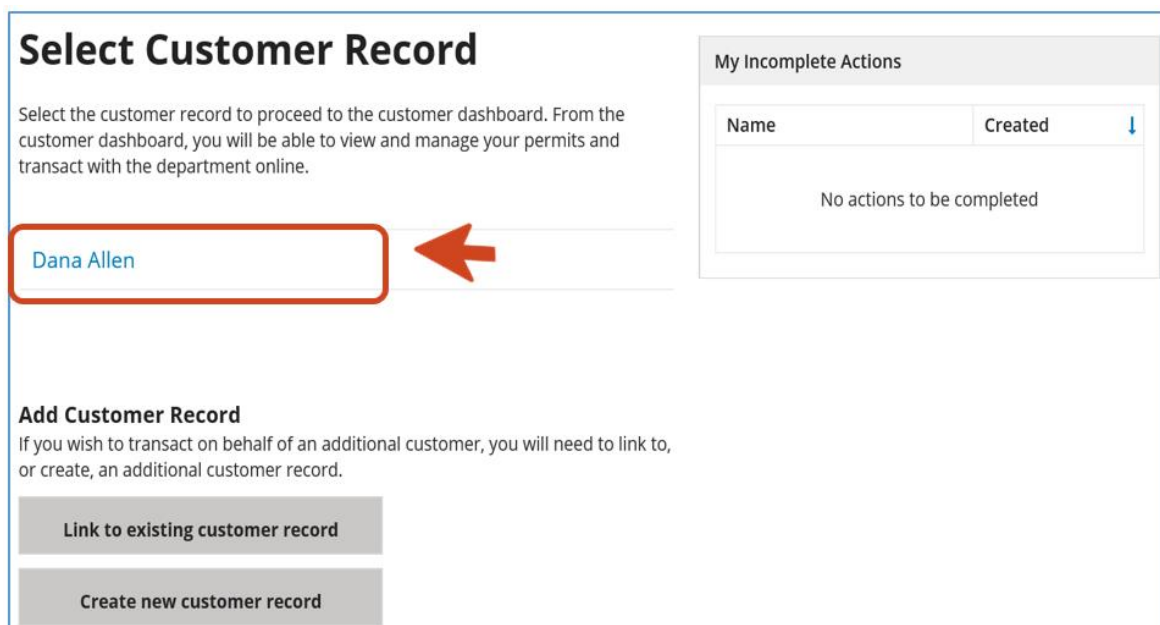 Select Customer Record
Select the customer record to proceed to the customer dashboard. From the
customer dashboard, you will be able to view and manage your permits and
transact with the department online.
Dana Allen
Add Customer Record
If you wish to transact on behalf of an additional customer, you will need to link to,
or create, an additional customer record.
Link to existing customer record
Create new customer record
My Incomplete Actions
Name Created
No actions to be completed